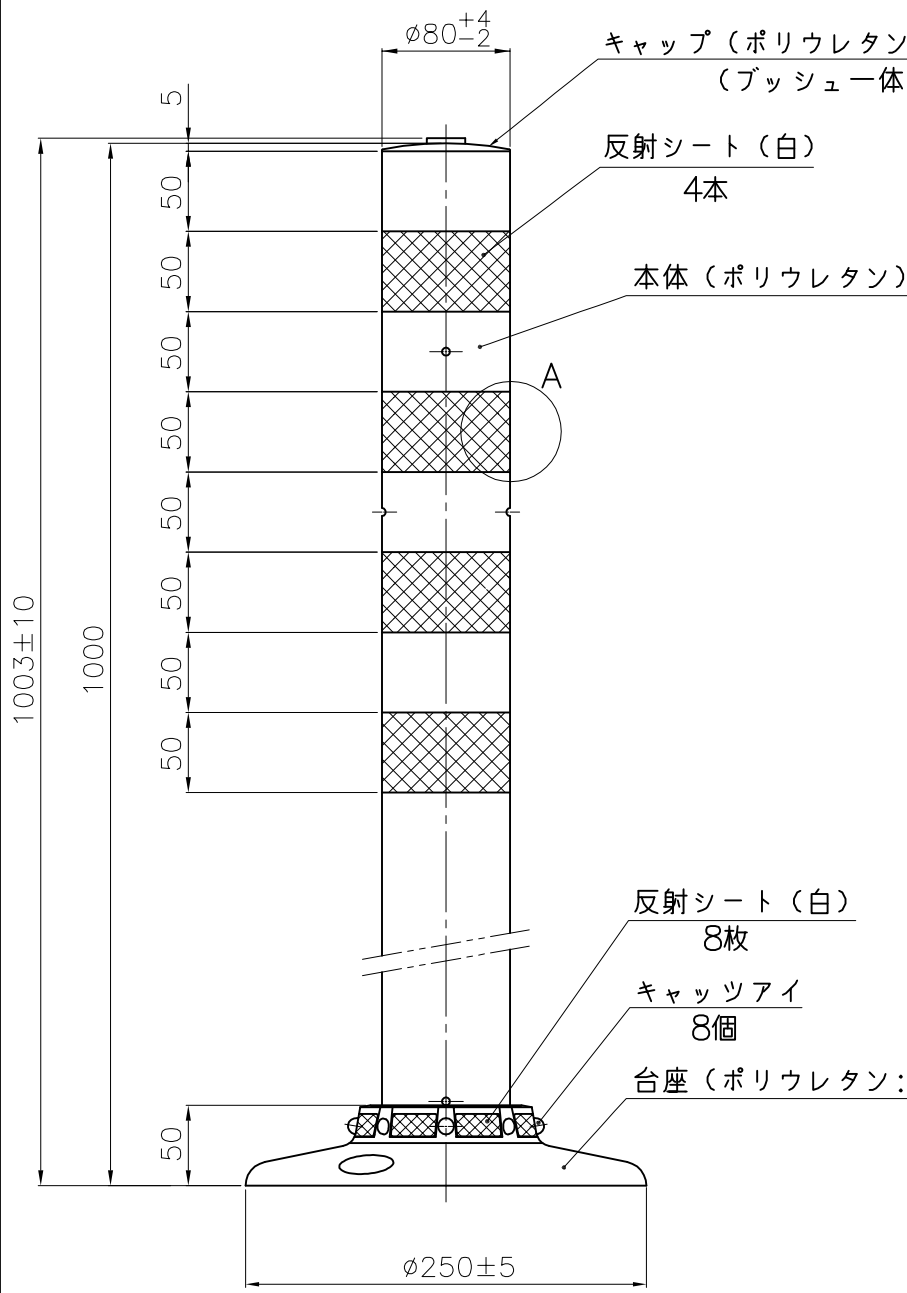 ⌀80+4-2
キャップ（ポリウレタン
（ブッシュ一体
5
反射シート（白）
4本
50
50
本体（ポリウレタン）
50
A
50
50
50
1003±10
1000
50
50
反射シート（白）
8枚
キャッツアイ
8個
台座（ポリウレタン：
50
⌀250±5